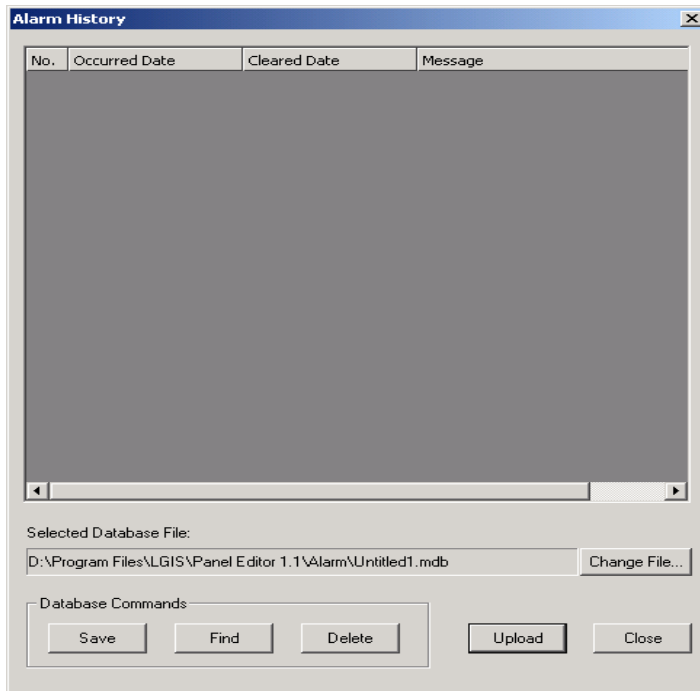 Alarm History
No. Occurred Date Cleared Date Message
Selected Database File:
D:\Program Files\LGIS\Panel Editor 1.1\Alarm\Untitled1.mdb Change File...
Database Commands
Save Find Delete Upload Close